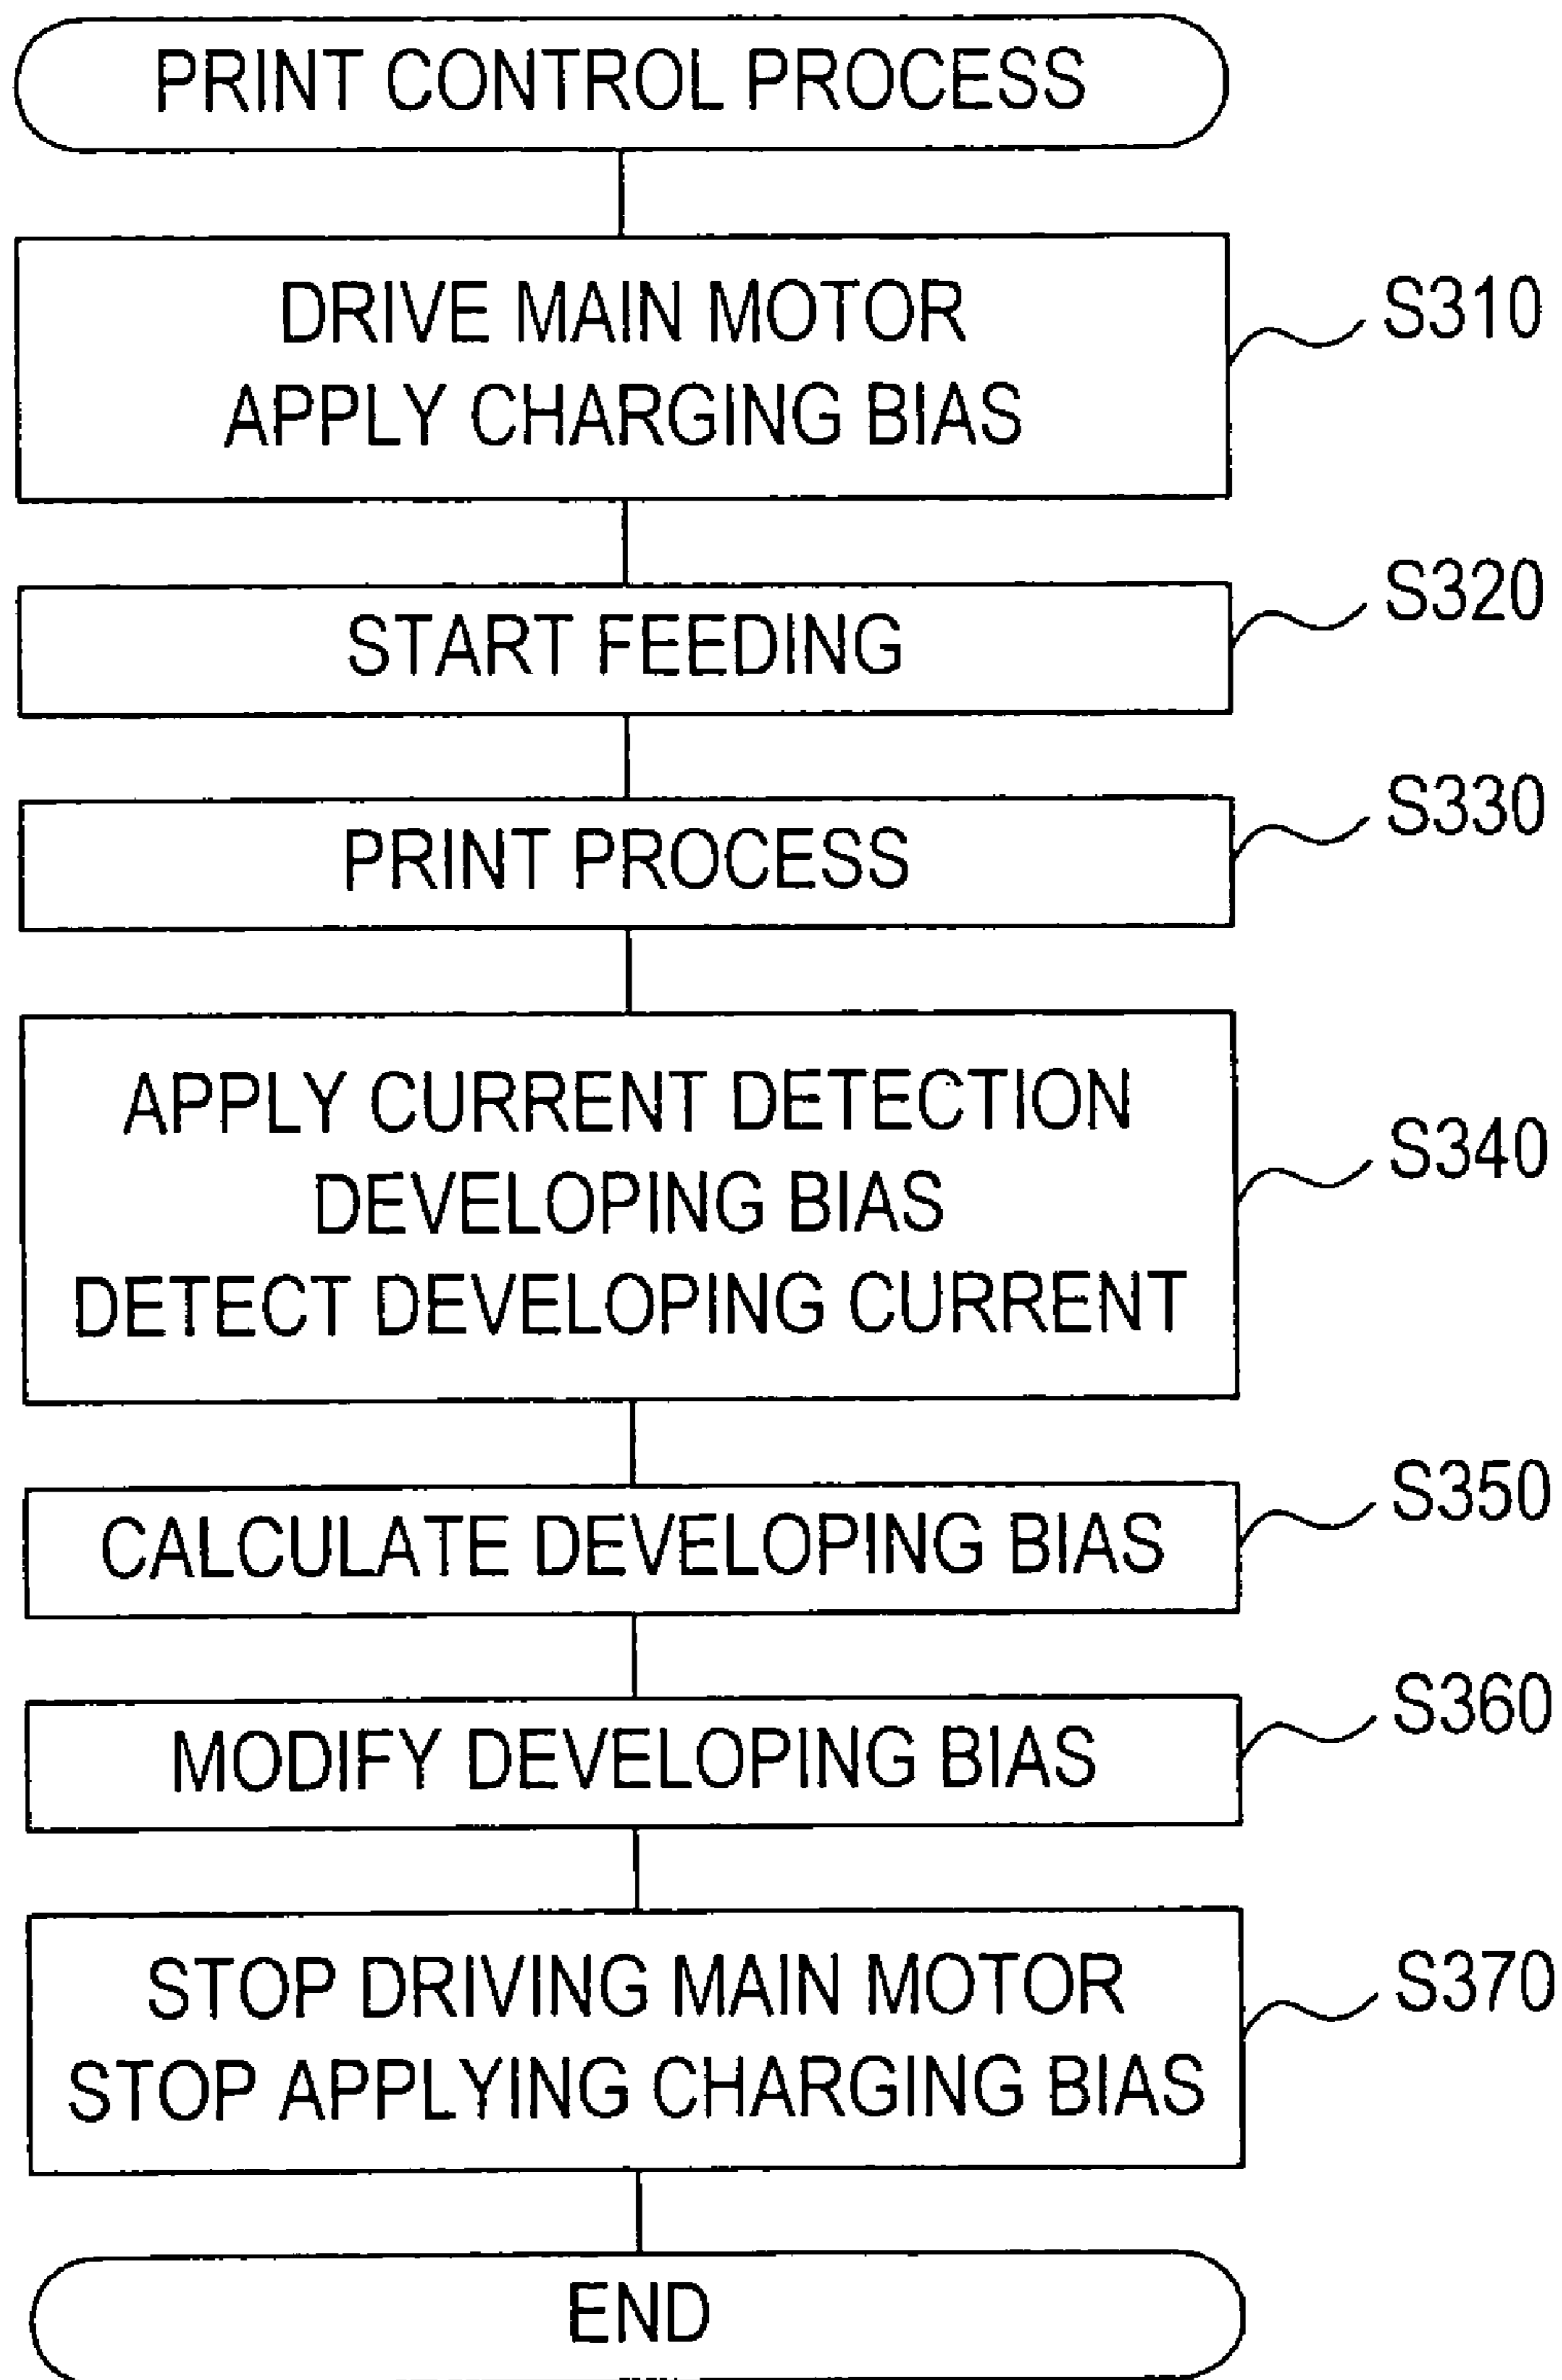 PRINT CONTROL PROCESS
DRIVE MAIN MOTOR
APPLY CHARGING BIAS
S310
START FEEDING
S320
PRINT PROCESS
S330
APPLY CURRENT DETECTION
DEVELOPING BIAS
DETECT DEVELOPING CURRENT
S340
CALCULATE DEVELOPING BIAS
S350
MODIFY DEVELOPING BIAS
S360
STOP DRIVING MAIN MOTOR
STOP APPLYING CHARGING BIAS
S370
END